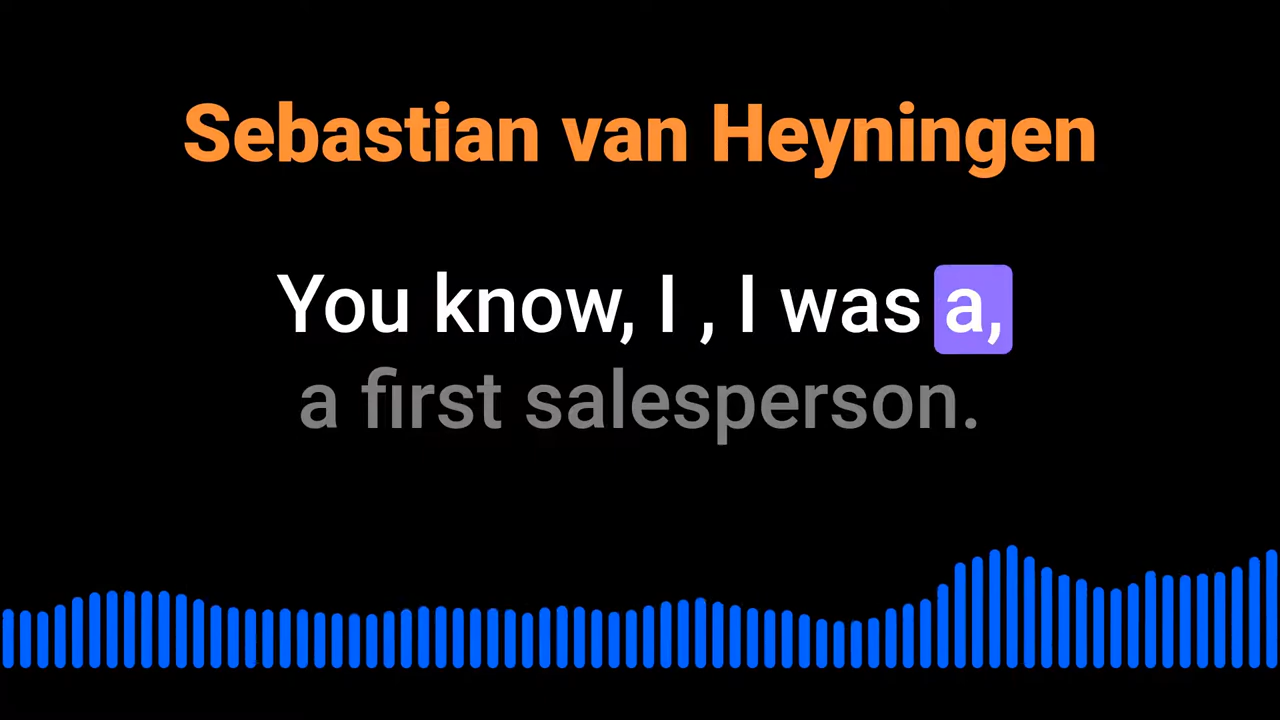 Sebastian van Heyningen
You know, I , I was a,
a first salesperson.